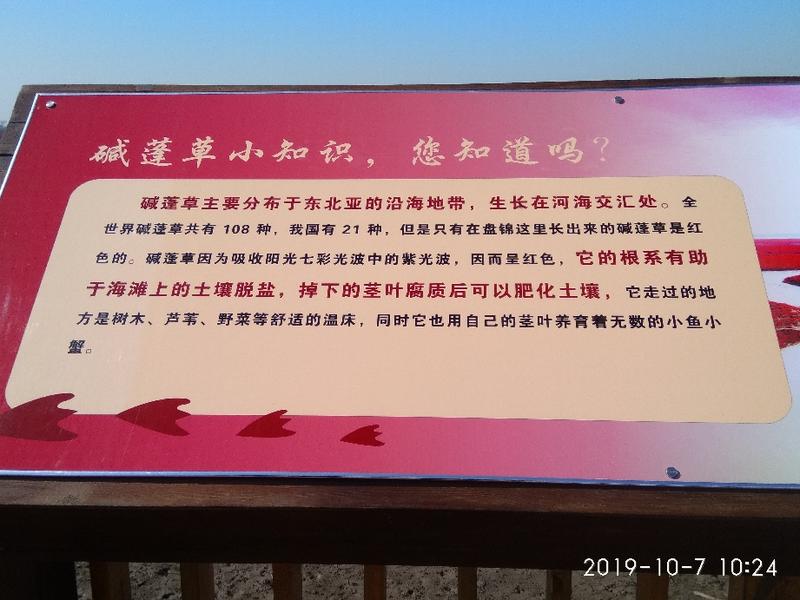 碱蓬草小知识，您知道吗？
碱蓬草主要分布于东北亚的沿海地带，生长在河海交汇处。全
世界碱蓬草共有 108 种，我国有 21 种，但是只有在盘锦这里长出来的碱蓬草是红
色的。碱蓬草因为吸收阳光七彩光波中的紫光波，因而呈红色，它的根系有助
于海滩上的土壤脱盐，掉下的茎叶腐质后可以肥化土壤，它走过的地
方是树木、芦苇、野菜等舒适的温床，同时它也用自己的茎叶养育着无数的小鱼小
蟹。
2019-10-7 10:24